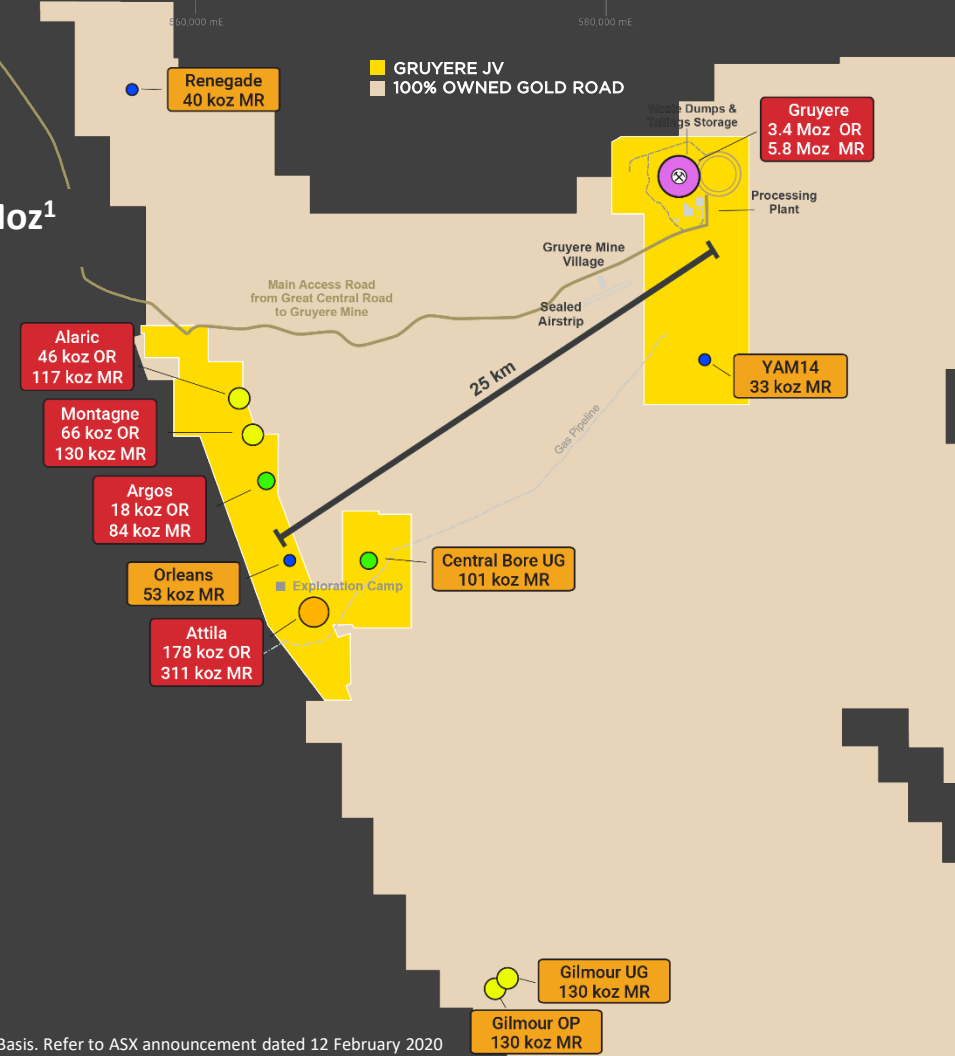 580,000 mE
Renegade
40 koz MR
GRUYERE JV
100% OWNED GOLD ROAD
Waste Dumps &
Tailings Storage
Gruyere
3.4 Moz OR
5.8 Moz MR
Processing
Plant
Gruyere Mine
Village
Main Access Road
from Great Central Road
to Gruyere Mine
Sealed
Airstrip
Alaric
46 koz OR
117 koz MR
25 km
YAM14
33 koz MR
Montagne
66 koz OR
130 koz MR
Gas Pipeline
Argos
18 koz OR
84 koz MR
Central Bore UG
101 koz MR
Orleans
53 koz MR
Exploration Camp
Attila
178 koz OR
311 koz MR
Gilmour UG
130 koz MR
Gilmour OP
130 koz MR
Basis. Refer to ASX announcement dated 12 February 2020